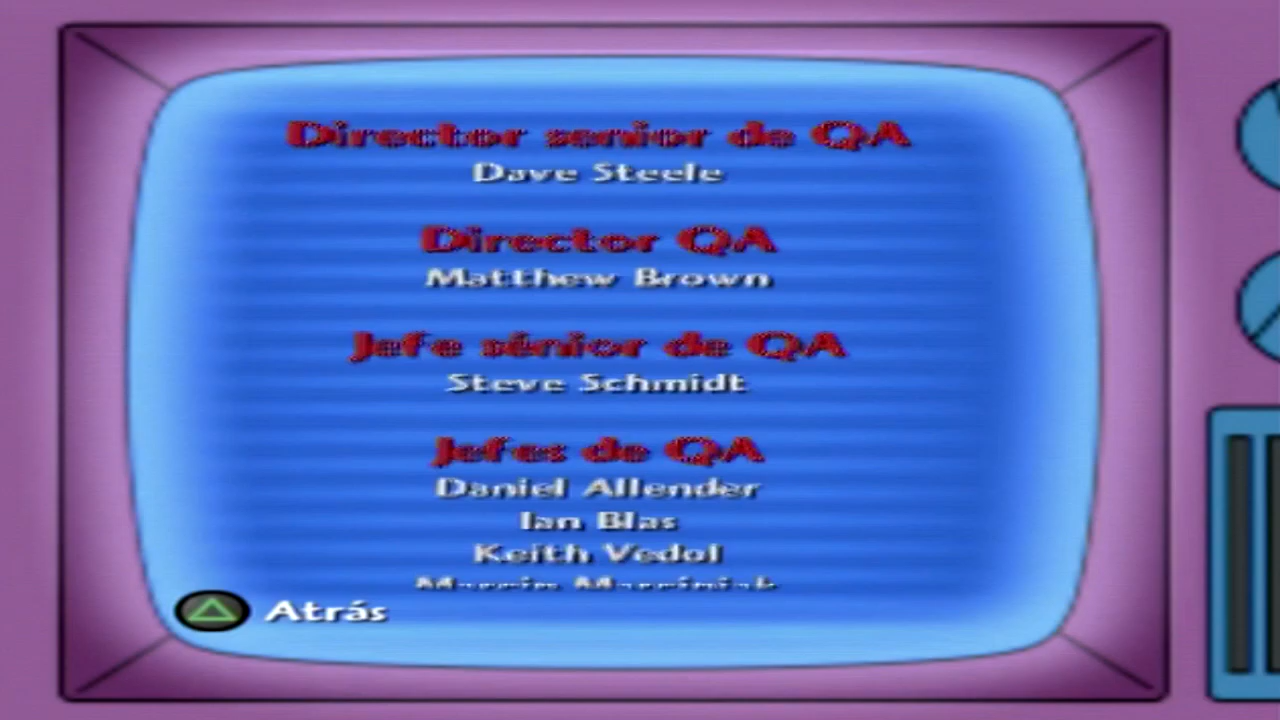 Director senior de QA
Dave Steele
Director QA
Matthew Brown
Jefe sénior de QA
Steve Schmidt
Jefes de QA
Daniel Allender
Ian Blas
Keith Vedol
Atrás